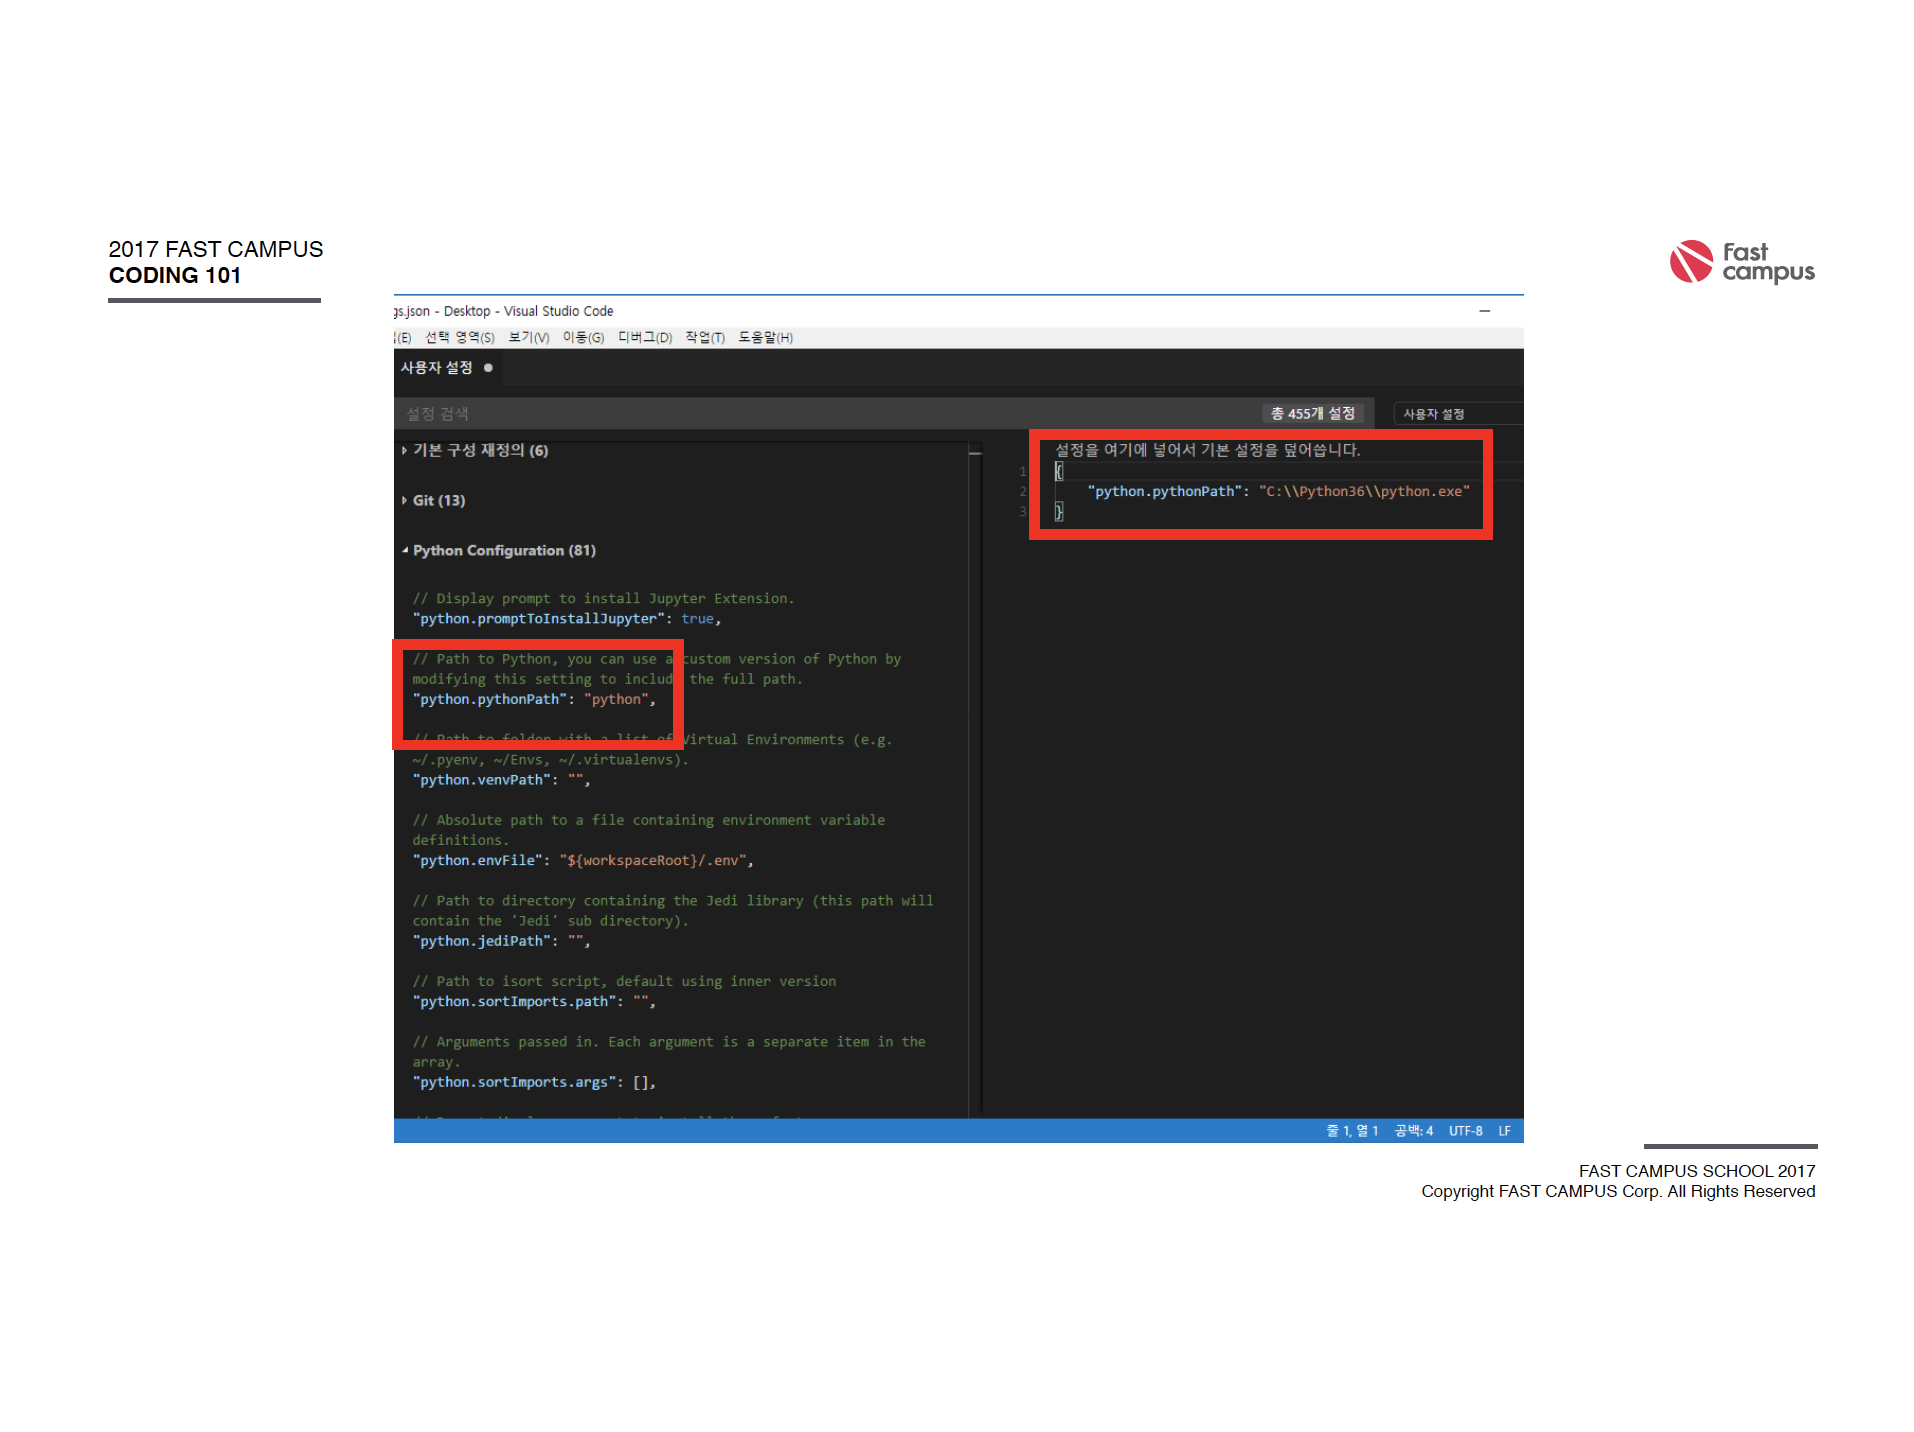 2017 FAST CAMPUS
CODING 101
Fast
campus
gs.json - Desktop - Visual Studio Code
(E) 선택 영역(S) 보기(V) 이동(G) 디버그(D) 작업(T) 도움말(H)
사용자 설정
설정 검색
총 455개 설정
사용자 설정
기본 구성 재정의 (6)
Git (13)
Python Configuration (81)
// Display prompt to install Jupyter Extension.
"python.promptToInstallJupyter": true,
// Path to Python, you can use a custom version of Python by
modifying this setting to include the full path.
"python.pythonPath": "python",
// Path to folder with a list of Virtual Environments (e.g.
~/.pyenv, ~/Envs, ~/.virtualenvs).
"python.venvPath": "",
// Absolute path to a file containing environment variable
definitions.
"python.envFile": "${workspaceRoot}/.env",
// Path to directory containing the Jedi library (this path will
contain the 'Jedi' sub directory).
"python.jediPath": "",
// Path to isort script, default using inner version
"python.sortImports.path": "",
// Arguments passed in. Each argument is a separate item in the
array.
"python.sortImports.args": [],
설정을 여기에 넣어서 기본 설정을 덮어씁니다.
1 {
2 "python.pythonPath": "C:\\Python36\\python.exe"
3 }
줄 1, 열 1 공백: 4 UTF-8 LF
FAST CAMPUS SCHOOL 2017
Copyright FAST CAMPUS Corp. All Rights Reserved